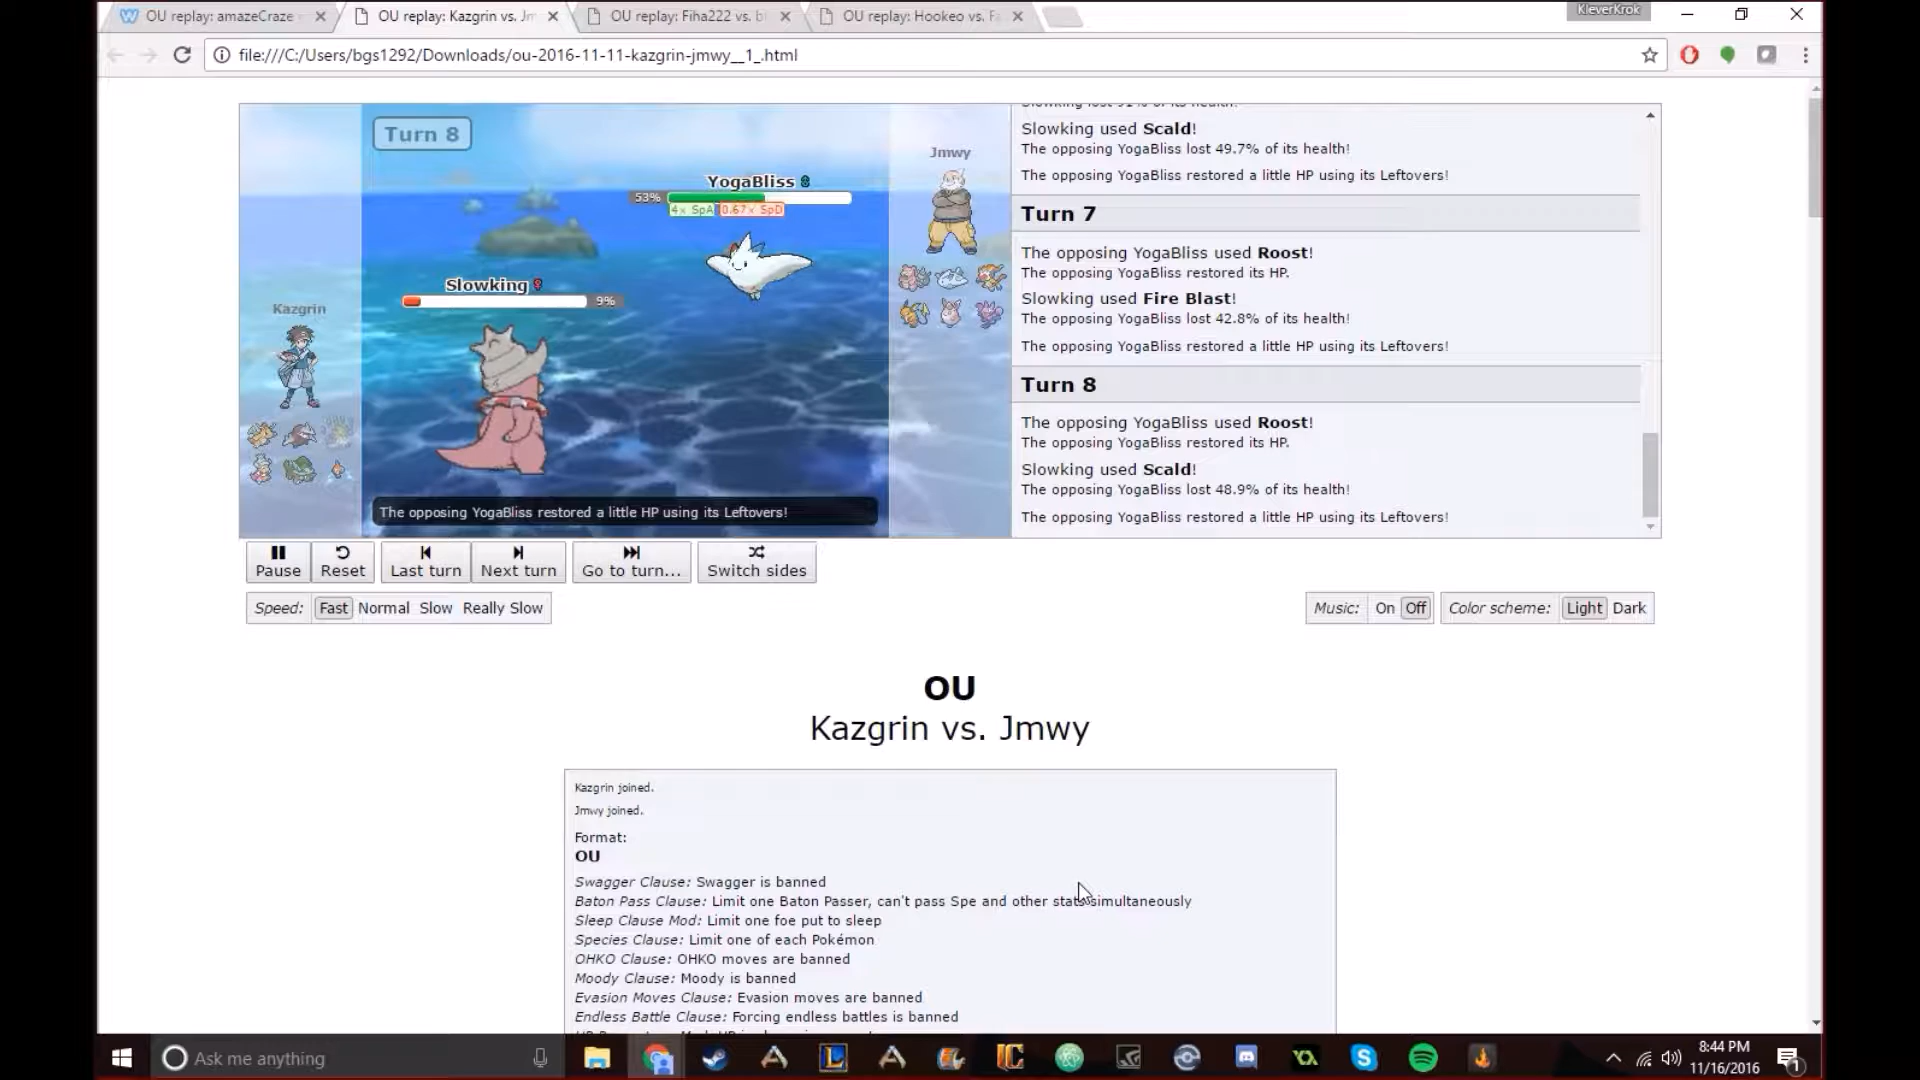 KleverKrok
OU replay: amazeCraze
OU replay: Kazgrin vs. Jm
OU replay: Fiha222 vs. b
OU replay: Hookeo vs. Fa
file:///C:/Users/bgs1292/Downloads/ou-2016-11-11-kazgrin-jmwy__1_.html
Turn 8
YogaBliss
53%
4x SpA 0.67x SpD
Slowking
9%
Kazgrin
Jmwy
The opposing YogaBliss restored a little HP using its Leftovers!
Slowking lost 91% of its health!
Slowking used Scald!
The opposing YogaBliss lost 49.7% of its health!
The opposing YogaBliss restored a little HP using its Leftovers!
Turn 7
The opposing YogaBliss used Roost!
The opposing YogaBliss restored its HP.
Slowking used Fire Blast!
The opposing YogaBliss lost 42.8% of its health!
The opposing YogaBliss restored a little HP using its Leftovers!
Turn 8
The opposing YogaBliss used Roost!
The opposing YogaBliss restored its HP.
Slowking used Scald!
The opposing YogaBliss lost 48.9% of its health!
The opposing YogaBliss restored a little HP using its Leftovers!
Pause Reset Last turn Next turn Go to turn... Switch sides
Speed: Fast Normal Slow Really Slow
Music: On Off
Color scheme: Light Dark
OU
Kazgrin vs. Jmwy
Kazgrin joined.
Jmwy joined.
Format:
OU
Swagger Clause: Swagger is banned
Baton Pass Clause: Limit one Baton Passer, can't pass Spe and other stats simultaneously
Sleep Clause Mod: Limit one foe put to sleep
Species Clause: Limit one of each Pokémon
OHKO Clause: OHKO moves are banned
Moody Clause: Moody is banned
Evasion Moves Clause: Evasion moves are banned
Endless Battle Clause: Forcing endless battles is banned
Ask me anything
8:44 PM
11/16/2016
1